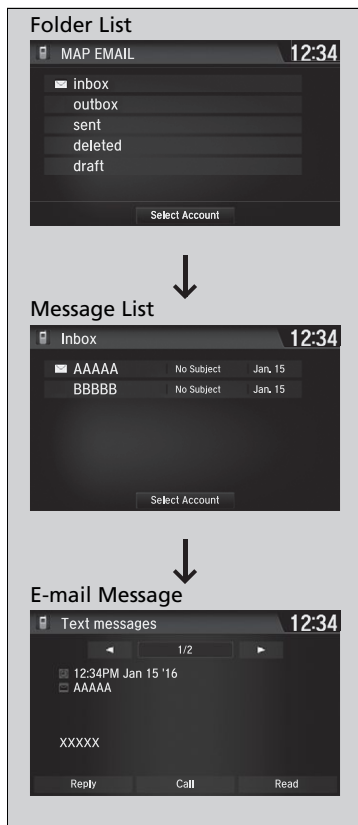 Folder List
MAP EMAIL 12:34
inbox
outbox
sent
deleted
draft
Select Account
Message List
Inbox 12:34
AAAAA No Subject Jan. 15
BBBBB No Subject Jan. 15
Select Account
E-mail Message
Text messages 12:34
1/2
12:34PM Jan 15 '16
AAAAA
XXXXX
Reply Call Read